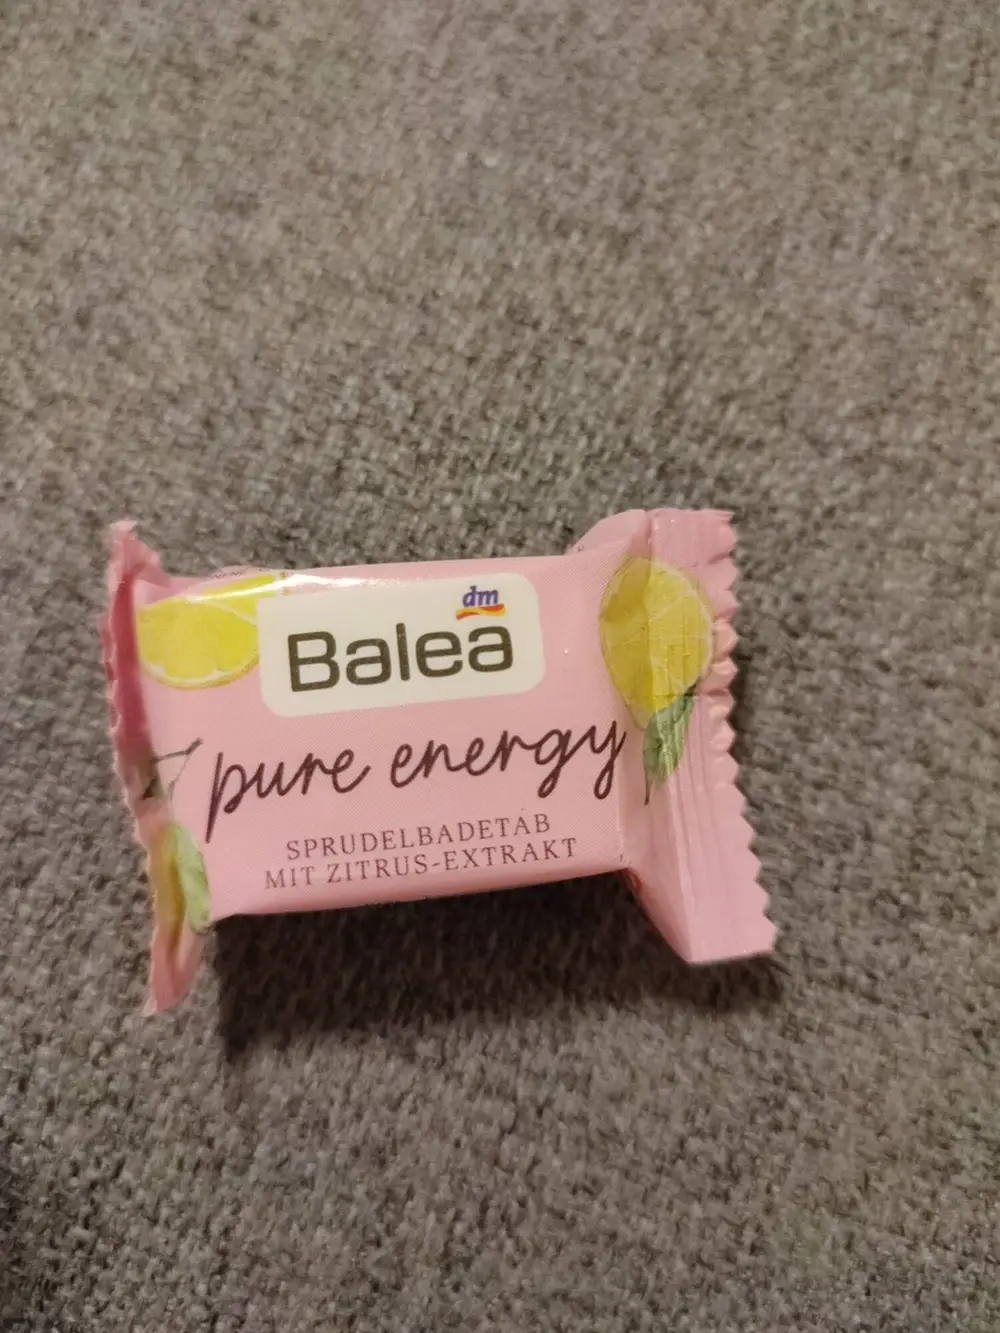 dm
Balea
pure energy
SPRUDELBADETAB
MIT ZITRUS-EXTRAKT